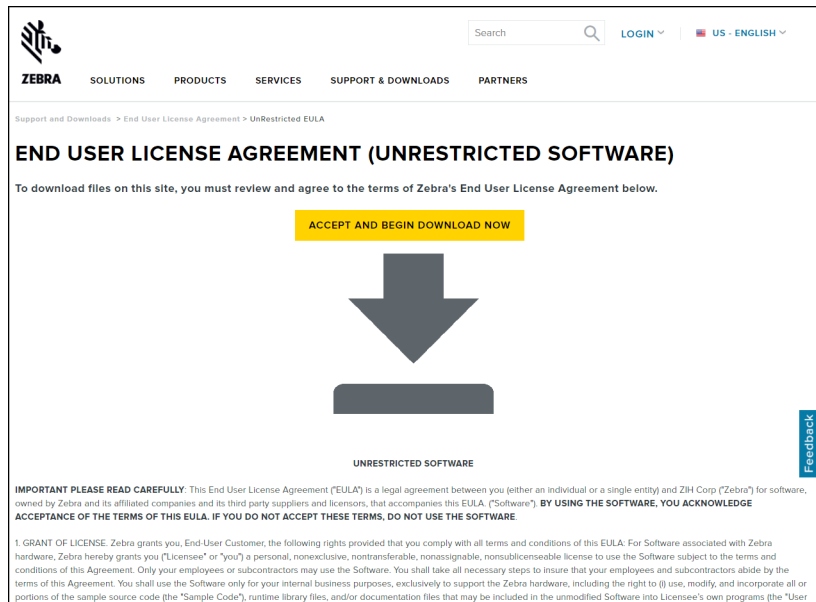 Search
LOGIN
US - ENGLISH
ZEBRA
SOLUTIONS
PRODUCTS
SERVICES
SUPPORT & DOWNLOADS
PARTNERS
Support and Downloads > End User License Agreement > UnRestricted EULA
END USER LICENSE AGREEMENT (UNRESTRICTED SOFTWARE)
To download files on this site, you must review and agree to the terms of Zebra's End User License Agreement below.
ACCEPT AND BEGIN DOWNLOAD NOW
Feedback
UNRESTRICTED SOFTWARE
IMPORTANT PLEASE READ CAREFULLY: This End User License Agreement ("EULA") is a legal agreement between you (either an individual or a single entity) and ZIH Corp ("Zebra") for software,
owned by Zebra and its affiliated companies and its third party suppliers and licensors, that accompanies this EULA. ("Software"). BY USING THE SOFTWARE, YOU ACKNOWLEDGE
ACCEPTANCE OF THE TERMS OF THIS EULA. IF YOU DO NOT ACCEPT THESE TERMS, DO NOT USE THE SOFTWARE.
1. GRANT OF LICENSE. Zebra grants you, End-User Customer, the following rights provided that you comply with all terms and conditions of this EULA: For Software associated with Zebra
hardware, Zebra hereby grants you ("Licensee" or "you") a personal, nonexclusive, nontransferable, nonassignable, nonsublicenseable license to use the Software subject to the terms and
conditions of this Agreement. Only your employees or subcontractors may use the Software. You shall take all necessary steps to insure that your employees and subcontractors abide by the
terms of this Agreement. You shall use the Software only for your internal business purposes, exclusively to support the Zebra hardware, including the right to (i) use, modify, and incorporate all or
portions of the sample source code (the "Sample Code"), runtime library files, and/or documentation files that may be included in the unmodified Software into Licensee's own programs (the "User